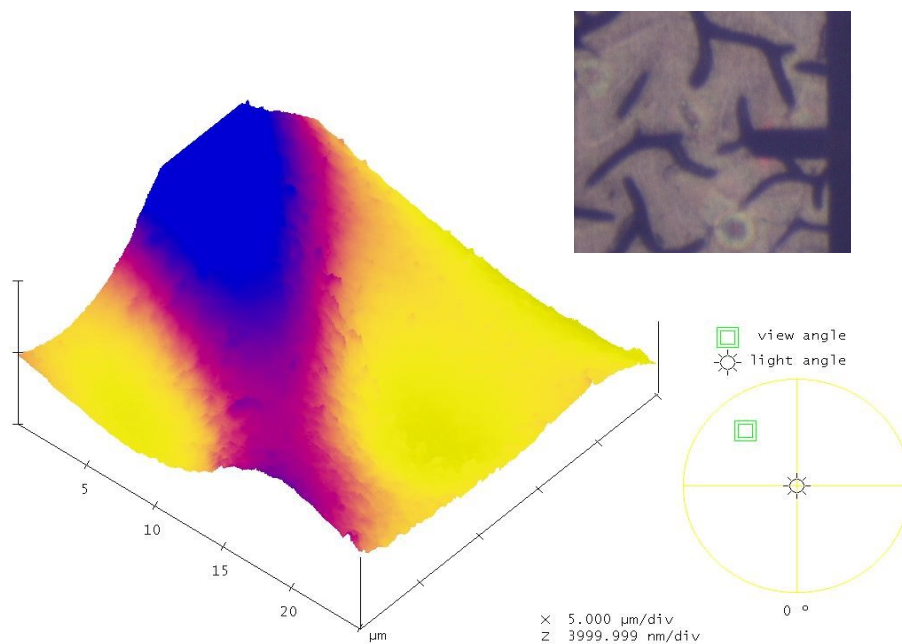 view angle
light angle
5
10
15
20
µm
0 º
X 5.000 µm/div
Z 3999.999 nm/div